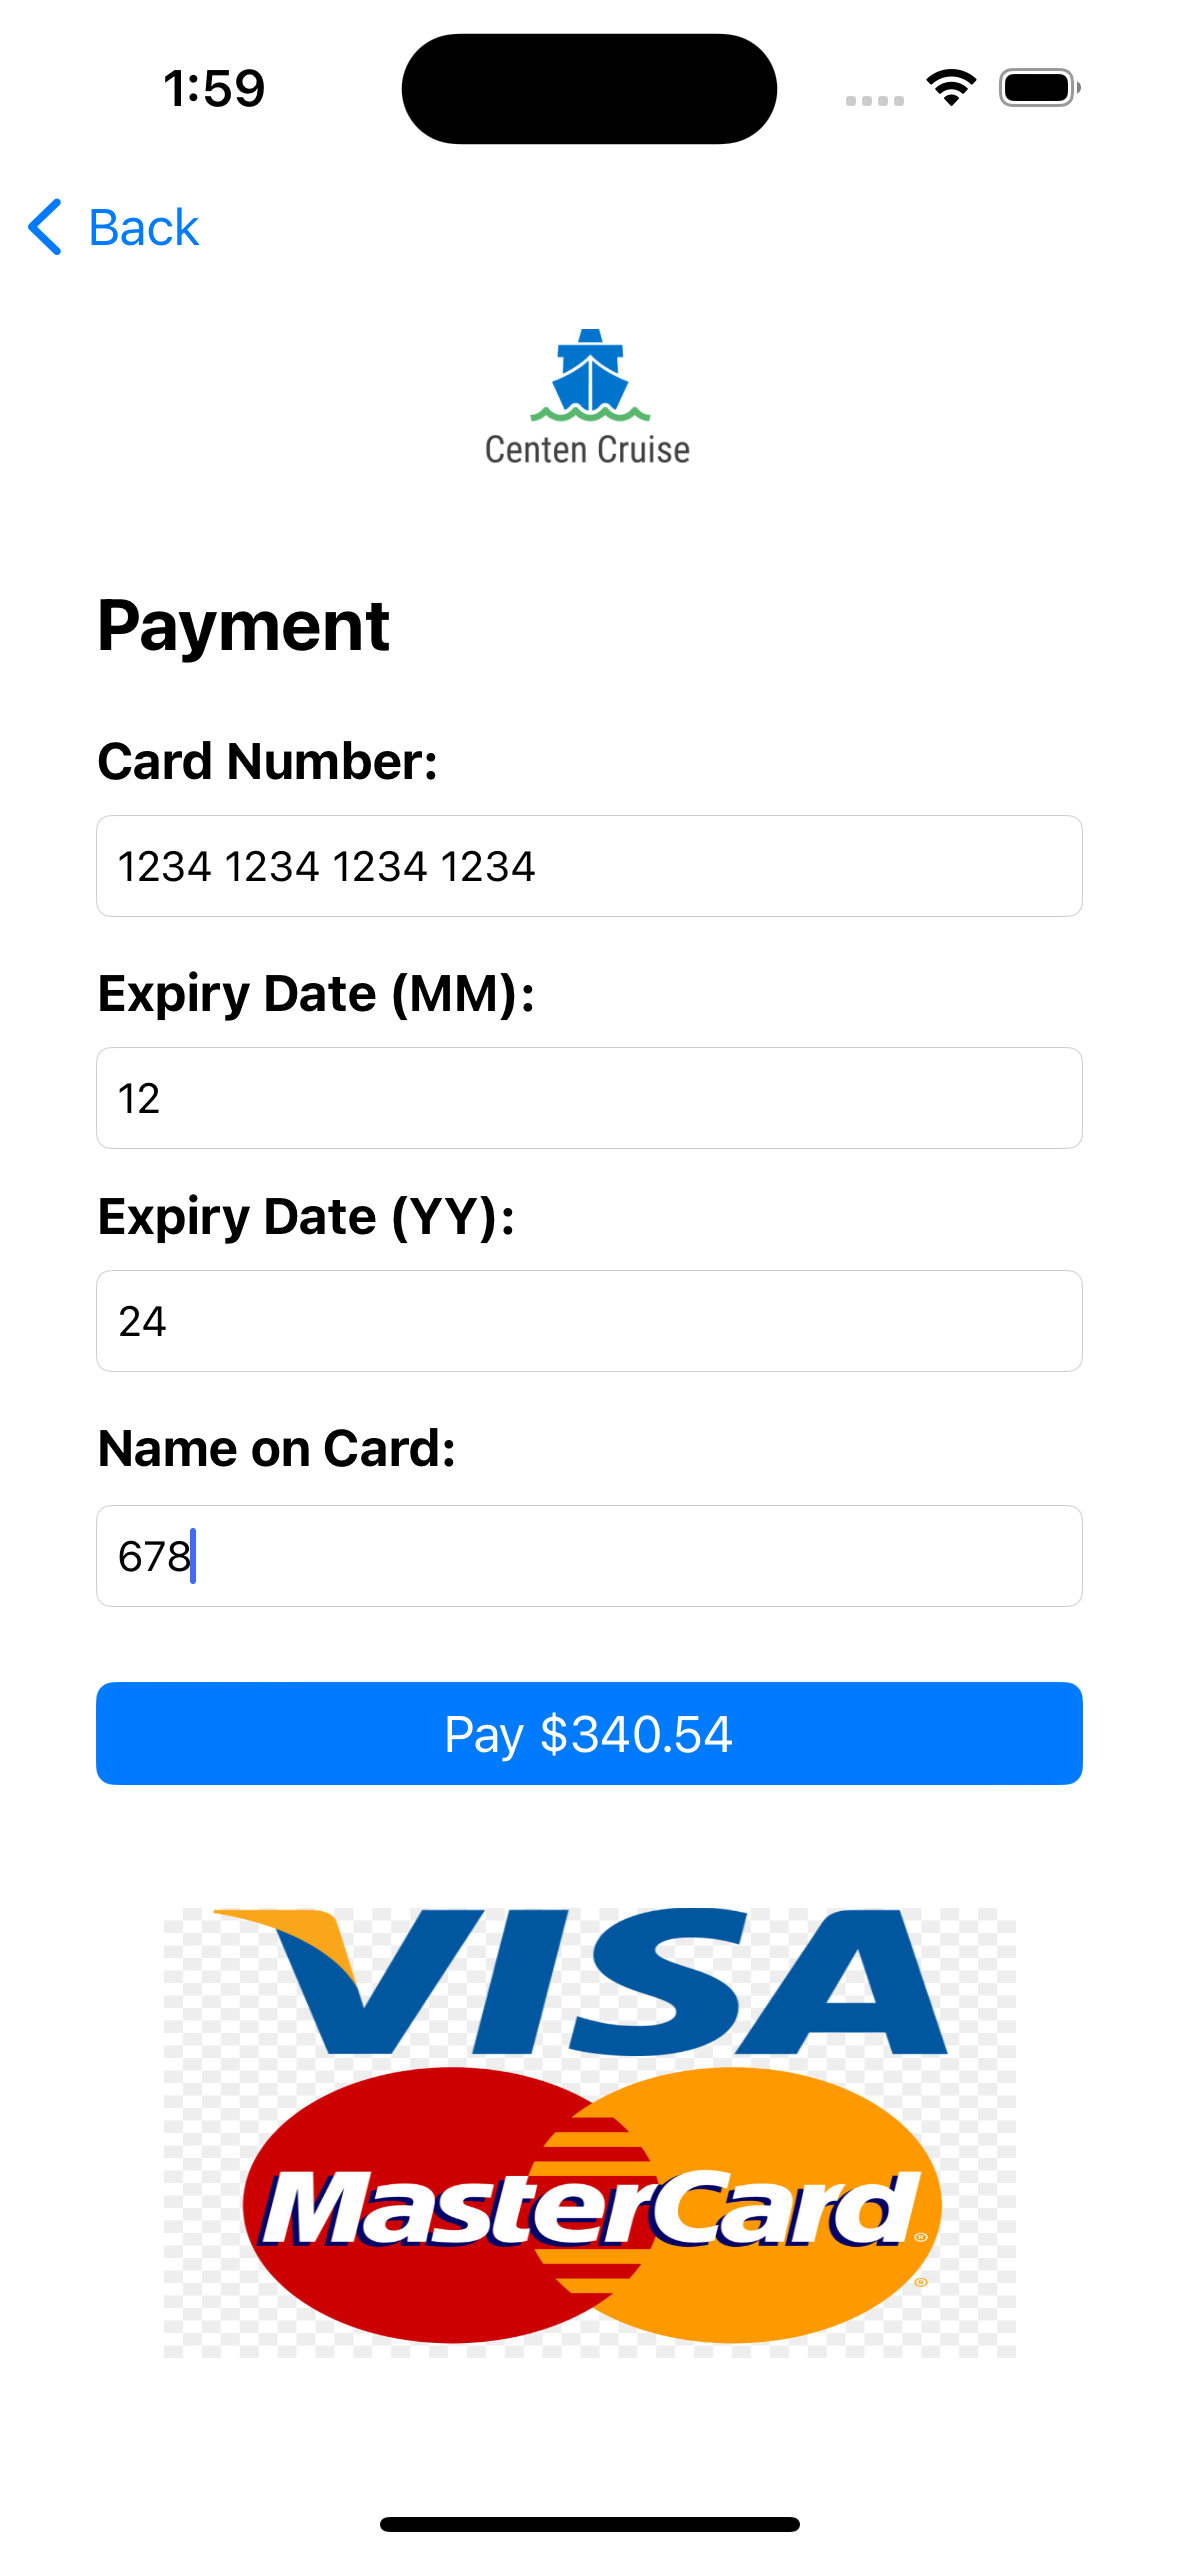 1:59
Back
Centen Cruise
Payment
Card Number:
1234 1234 1234 1234
Expiry Date (MM):
12
Expiry Date (YY):
24
Name on Card:
678
Pay $340.54
VISA
MasterCard®
®